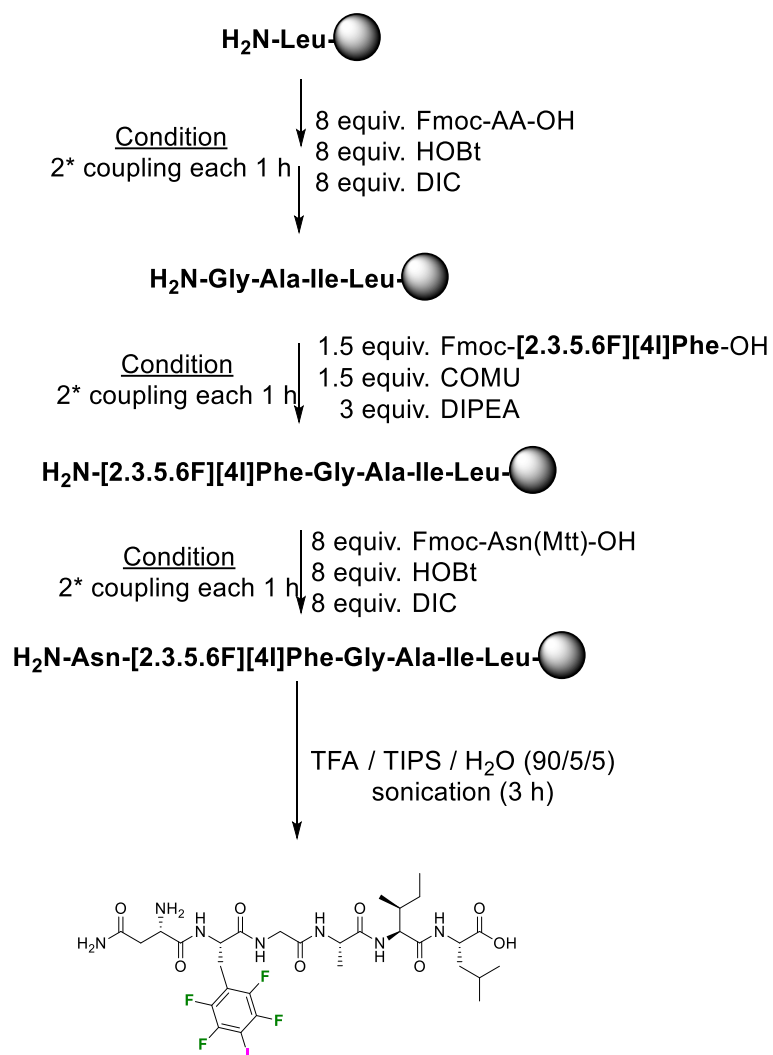 H2N-Leu-
Condition
2* coupling each 1 h
8 equiv. Fmoc-AA-OH
8 equiv. HOBt
8 equiv. DIC
H2N-Gly-Ala-Ile-Leu-
Condition
2* coupling each 1 h
1.5 equiv. Fmoc-[2.3.5.6F][4I]Phe-OH
1.5 equiv. COMU
3 equiv. DIPEA
H2N-[2.3.5.6F][4I]Phe-Gly-Ala-Ile-Leu-
Condition
2* coupling each 1 h
8 equiv. Fmoc-Asn(Mtt)-OH
8 equiv. HOBt
8 equiv. DIC
H2N-Asn-[2.3.5.6F][4I]Phe-Gly-Ala-Ile-Leu-
TFA / TIPS / H2O (90/5/5)
sonication (3 h)
O NH2 H N O H N O H N O
H2N O N H O N H O OH
F F
F F
I